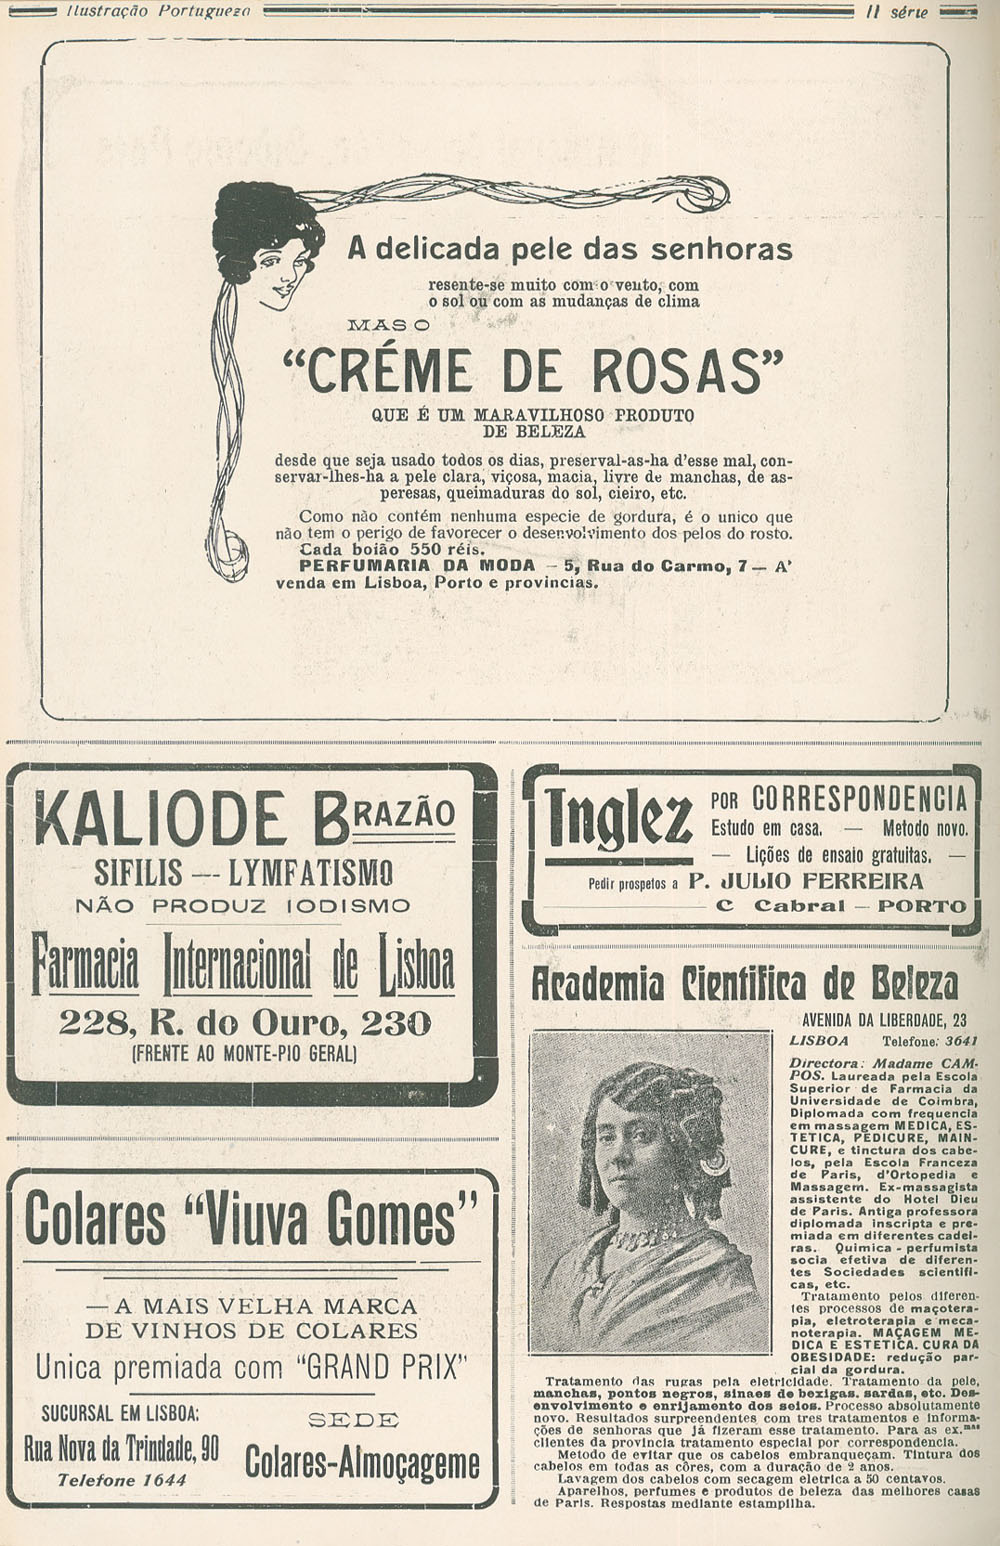 Ilustração Portugueza
II série
A delicada pele das senhoras
resente-se muito com o vento, com
o sol ou com as mudanças de clima
MAS O
“CRÉME DE ROSAS”
QUE É UM MARAVILHOSO PRODUTO
DE BELEZA
desde que seja usado todos os dias, preserval-as-ha d'esse mal, con-
servar-lhes-ha a pele clara, viçosa, macia, livre de manchas, de as-
peresas, queimaduras do sol, cieiro, etc.
Como não contém nenhuma especie de gordura, é o unico que
não tem o perigo de favorecer o desenvolvimento dos pelos do rosto.
Cada boião 550 réis.
PERFUMARIA DA MODA — 5, Rua do Carmo, 7 — A'
venda em Lisboa, Porto e provincias.
KALIODE BRAZÃO
SIFILIS — LYMFATISMO
NÃO PRODUZ IODISMO
Farmacia Internacional de Lisboa
228, R. do Ouro, 230
(FRENTE AO MONTE-PIO GERAL)
Colares “Viuva Gomes”
— A MAIS VELHA MARCA
DE VINHOS DE COLARES
Unica premiada com “GRAND PRIX”
SUCURSAL EM LISBOA:
Rua Nova da Trindade, 90
Telefone 1644
SEDE
Colares-Almoçageme
Inglez POR CORRESPONDENCIA
Estudo em casa. — Metodo novo.
— Lições de ensaio gratuitas. —
Pedir prospetos a P. JULIO FERREIRA
C Cabral — PORTO
Academia Cientifica de Beleza
AVENIDA DA LIBERDADE, 23
LISBOA Telefone: 3641
Directora: Madame CAM-
POS. Laureada pela Escola
Superior de Farmacia da
Universidade de Coimbra,
Diplomada com frequencia
em massagem MEDICA, ES-
TETICA, PEDICURE, MAIN-
CURE, e tinctura dos cabe-
los, pela Escola Franceza
de Paris, d'Ortopedia e
Massagem. Ex-massagista
assistente do Hotel Dieu
de Paris. Antiga professora
diplomada inscripta e pre-
miada em diferentes cadei-
ras. Quimica-perfumista
socia efetiva de diferen-
tes Sociedades scientifi-
cas, etc.
Tratamento pelos diferen-
tes processos de maçotera-
pia, eletroterapia e meca-
noterapia. MAÇAGEM ME-
DICA E ESTETICA. CURA DA
OBESIDADE: redução par-
cial da gordura.
Tratamento das rugas pela eletricidade. Tratamento da pele,
manchas, pontos negros, sinaes de bexigas, sardas, etc. Des-
envolvimento e enrijamento dos seios. Processo absolutamente
novo. Resultados surpreendentes com tres tratamentos e informa-
ções de senhoras que já fizeram esse tratamento. Para as ex.mas
clientes da provincia tratamento especial por correspondencia.
Metodo de evitar que os cabelos embranqueçam. Tintura dos
cabelos em todas as côres, com a duração de 2 anos.
Lavagem dos cabelos com secagem eletrica a 50 centavos.
Aparelhos, perfumes e produtos de beleza das melhores casas
de Paris. Respostas mediante estampilha.